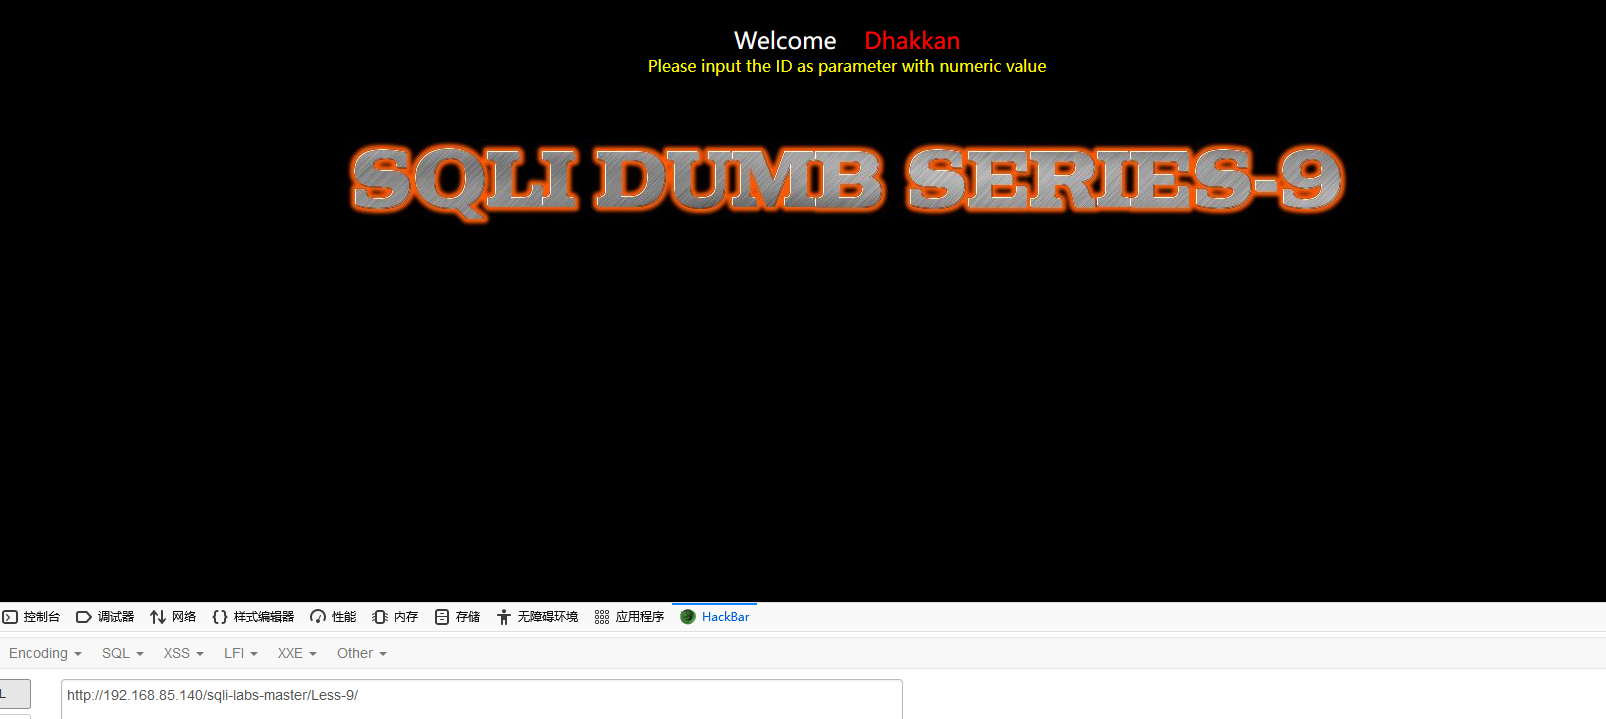 Welcome Dhakkan
Please input the ID as parameter with numeric value
SQLI DUMB SERIES-9
控制台 调试器 网络 样式编辑器 性能 内存 存储 无障碍环境 应用程序 HackBar
Encoding SQL XSS LFI XXE Other
L
http://192.168.85.140/sqli-labs-master/Less-9/